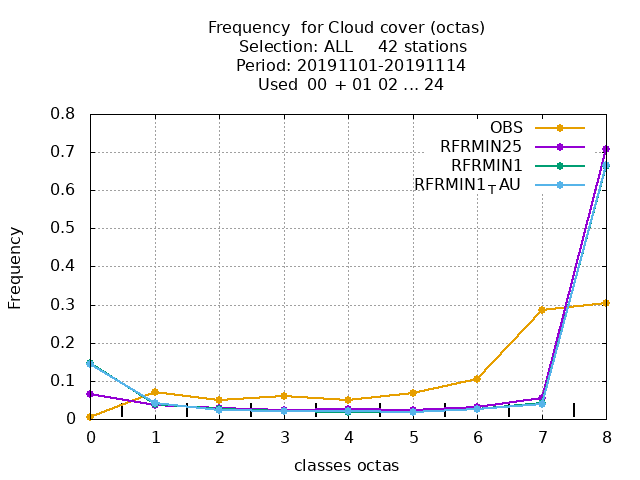 Frequency  for Cloud cover (octas)
Selection: ALL     42 stations
Period: 20191101-20191114
Used  00 + 01 02 ... 24
0.8
0.7
0.6
0.5
0.4
0.3
0.2
0.1
0
Frequency
OBS
RFRMIN25
RFRMIN1
RFRMIN1_TAU
0 1 2 3 4 5 6 7 8
classes octas